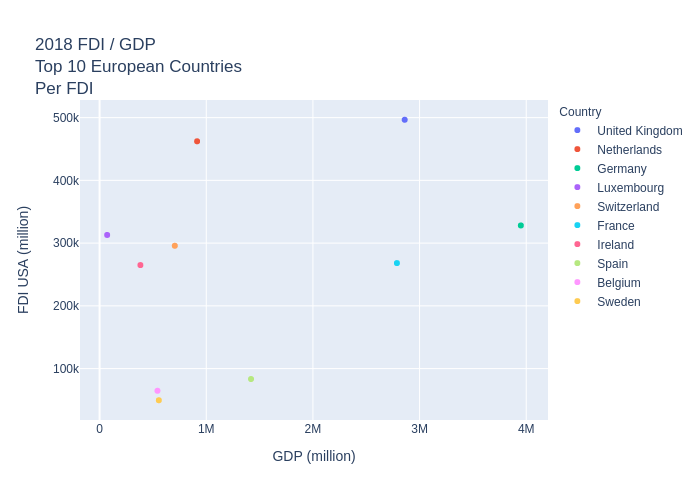 2018 FDI / GDP
Top 10 European Countries
Per FDI
Country
United Kingdom
Netherlands
Germany
Luxembourg
Switzerland
France
Ireland
Spain
Belgium
Sweden
500k
400k
300k
200k
100k
FDI USA (million)
0 1M 2M 3M 4M
GDP (million)